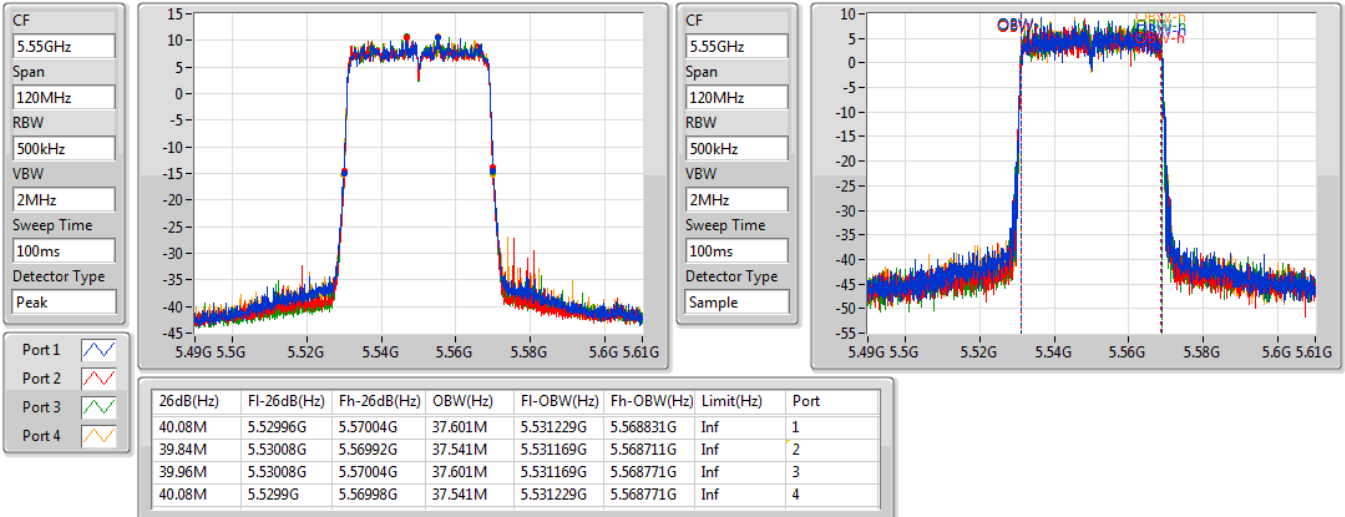 CF
5.55GHz
Span
120MHz
RBW
500kHz
VBW
2MHz
Sweep Time
100ms
Detector Type
Peak
15
10
5
0
-5
-10
-15
-20
-25
-30
-35
-40
-45
5.49G 5.5G 5.52G 5.54G 5.56G 5.58G 5.6G 5.61G
CF
5.55GHz
Span
120MHz
RBW
500kHz
VBW
2MHz
Sweep Time
100ms
Detector Type
Sample
10
5
0
-5
-10
-15
-20
-25
-30
-35
-40
-45
-50
-55
OBW-
OBW-h
OBW-h
OBW-h
5.49G 5.5G 5.52G 5.54G 5.56G 5.58G 5.6G 5.61G
Port 1
Port 2
Port 3
Port 4
26dB(Hz) Fl-26dB(Hz) Fh-26dB(Hz) OBW(Hz) Fl-OBW(Hz) Fh-OBW(Hz) Limit(Hz) Port
40.08M 5.52996G 5.57004G 37.601M 5.531229G 5.568831G Inf 1
39.84M 5.53008G 5.56992G 37.541M 5.531169G 5.568711G Inf 2
39.96M 5.53008G 5.57004G 37.601M 5.531169G 5.568771G Inf 3
40.08M 5.5299G 5.56998G 37.541M 5.531229G 5.568771G Inf 4